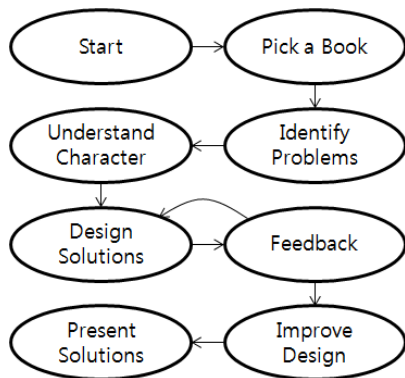 Start
Pick a Book
Understand
Character
Identify
Problems
Design
Solutions
Feedback
Present
Solutions
Improve
Design